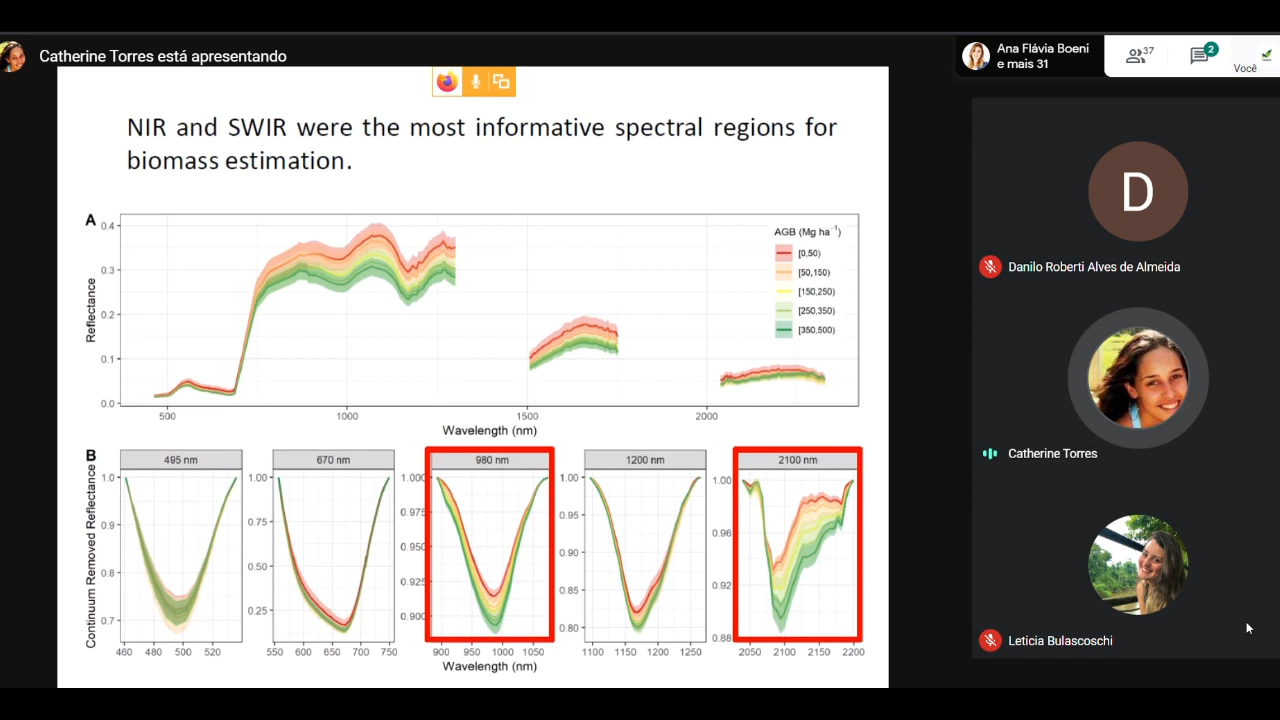 Catherine Torres está apresentando
Ana Flávia Boeni
e mais 31
37
2
Você
NIR and SWIR were the most informative spectral regions for
biomass estimation.
A
Reflectance
0.4
0.3
0.2
0.1
0.0
500 1000 1500 2000
Wavelength (nm)
AGB (Mg ha⁻¹)
[0,50)
[50,150)
[150,250)
[250,350)
[350,500)
B
Continuum Removed Reflectance
495 nm
1.0
0.9
0.8
0.7
460 480 500 520
670 nm
1.00
0.75
0.50
0.25
550 600 650 700 750
980 nm
1.000
0.975
0.950
0.925
0.900
900 950 1000 1050
1200 nm
1.00
0.95
0.90
0.85
0.80
1100 1150 1200 1250
2100 nm
1.00
0.96
0.92
0.88
2050 2100 2150 2200
Wavelength (nm)
D
Danilo Roberti Alves de Almeida
Catherine Torres
Leticia Bulascoschi